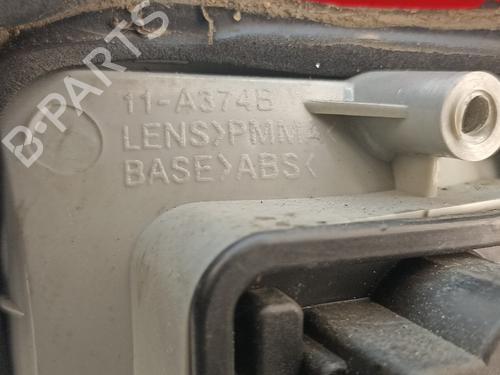 11-A374B
LENS>PMMA<
BASE>ABS<
B-PARTS